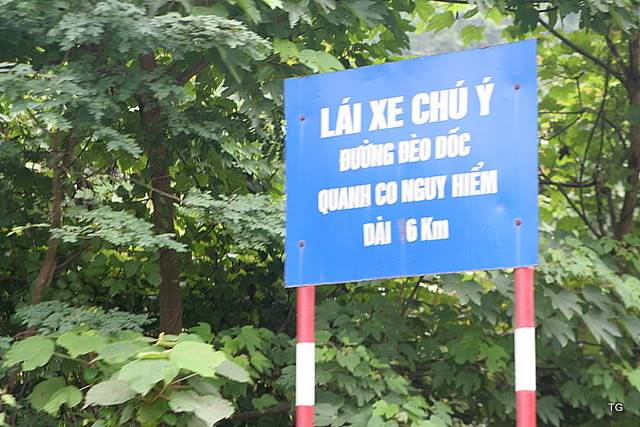 LÁI XE CHÚ Ý
ĐƯỜNG ĐÈO DỐC
QUANH CO NGUY HIỂM
DÀI 6 Km
TG